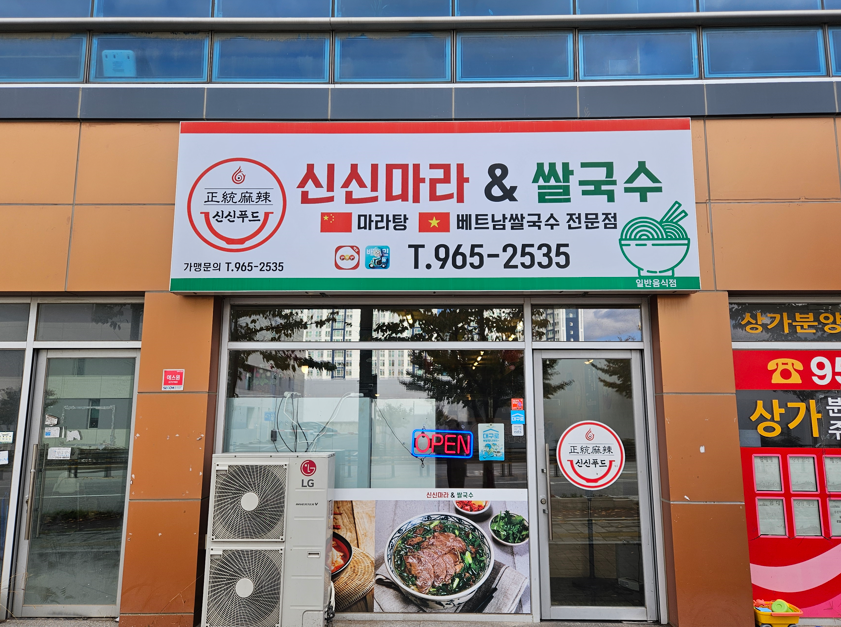 正統麻辣
신신푸드
가맹문의 T.965-2535
신신마라 & 쌀국수
마라탕 베트남쌀국수 전문점
T.965-2535
일반음식점
OPEN
LG
신신마라 & 쌀국수
正統麻辣
신신푸드
상가분양
95
상가